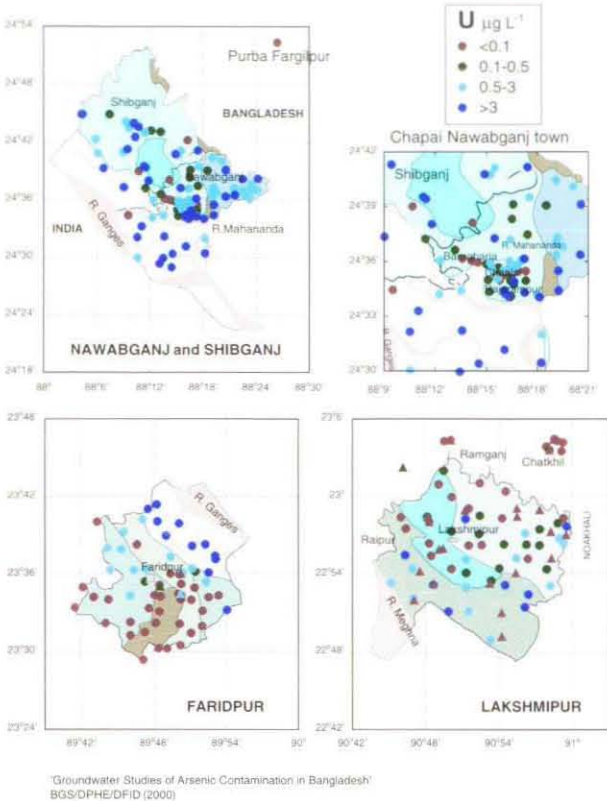 24°54
24°48
24°42
24°36
24°30
24°24
24°18
88°
88°6
88°12
88°18
88°24
88°30
Purba Fargilpur
Shibganj
BANGLADESH
Nawabganj
R. Ganges
INDIA
R.Mahananda
NAWABGANJ and SHIBGANJ
U µg L⁻¹
<0.1
0.1-0.5
0.5-3
>3
Chapai Nawabganj town
24°42
24°39
24°36
24°33
24°30
88°9
88°12
88°15
88°18
88°21
Shibganj
R. Mahananda
R. Ganges
23°48
23°42
23°36
23°30
23°24
89°42
89°48
89°54
90°
R. Ganges
Faridpur
FARIDPUR
23°6
23°
22°54
22°48
22°42
90°42
90°48
90°54
91°
Ramganj
Chatkhil
Lakshmipur
Raipur
NOAKHALI
R. Meghna
LAKSHMIPUR
'Groundwater Studies of Arsenic Contamination in Bangladesh'
BGS/DPHE/DFID (2000)